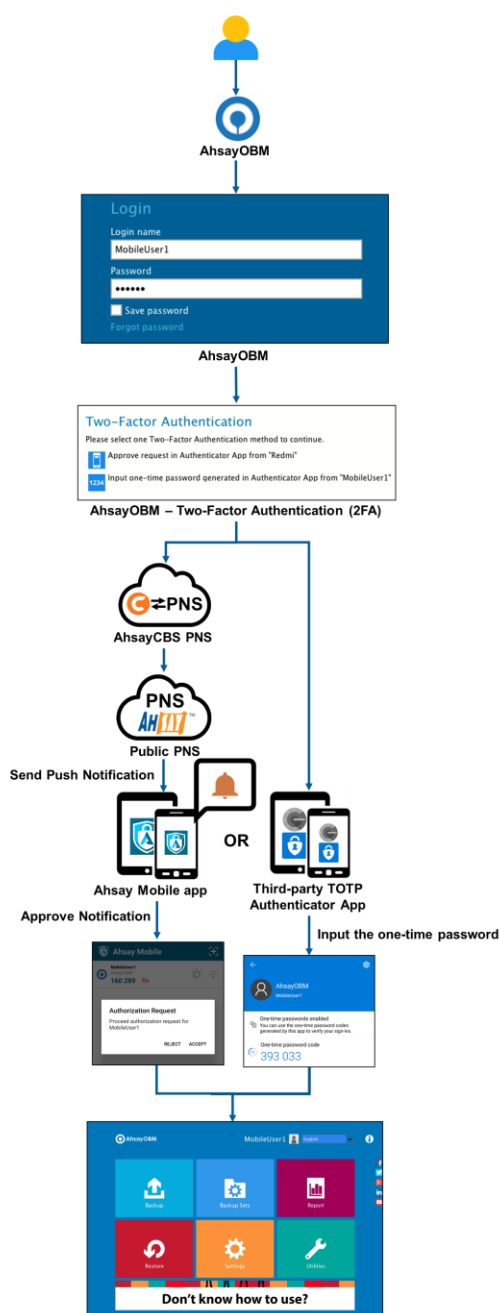 AhsayOBM
Login
Login name
MobileUser1
Password
Save password
Forgot password
AhsayOBM
Two-Factor Authentication
Please select one Two-Factor Authentication method to continue.
Approve request in Authenticator App from "Redmi"
1234 Input one-time password generated in Authenticator App from "MobileUser1"
AhsayOBM – Two-Factor Authentication (2FA)
C PNS
AhsayCBS PNS
PNS
AHSAY™
Public PNS
Send Push Notification
OR
Ahsay Mobile app
Third-party TOTP
Authenticator App
Approve Notification
Input the one-time password
Ahsay Mobile
MobileUser1
160 289
Authorization Request
Proceed authorization request for
MobileUser1
REJECT ACCEPT
AhsayOBM
MobileUser1
One-time passwords enabled
You can use the one-time password codes
generated by this app to verify your sign-ins
One-time password code
393 033
AhsayOBM
MobileUser1
English
Backup
Backup Sets
Report
Restore
Settings
Utilities
Don't know how to use?